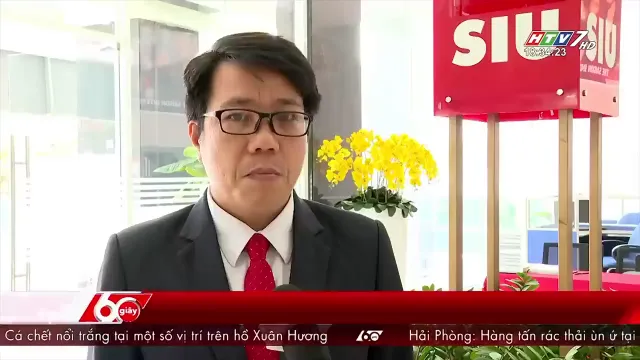 HTV7 HD
18:34:23
SIU
SIU
60 giây
Cá chết nổi trắng tại một số vị trí trên hồ Xuân Hương
60
Hải Phòng: Hàng tấn rác thải ùn ứ tại